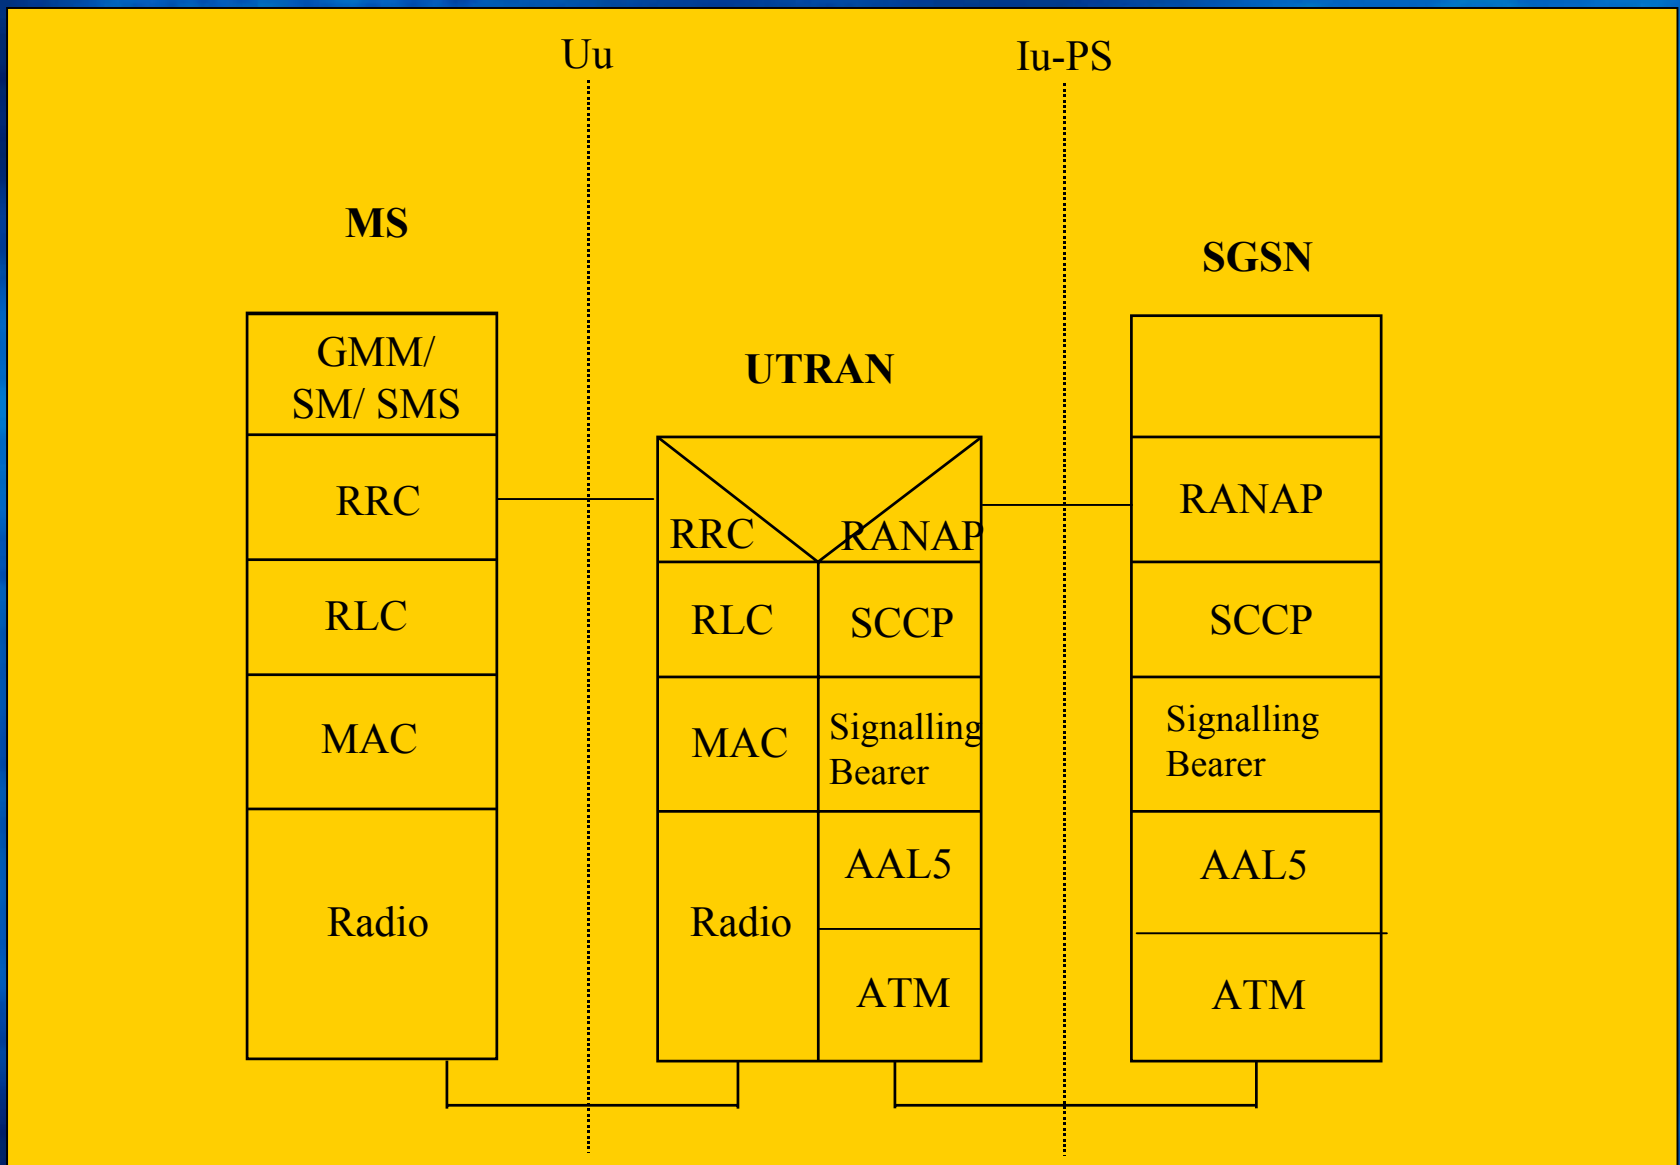 Uu
Iu-PS
MS
SGSN
UTRAN
GMM/
SM/ SMS
RRC
RLC
MAC
Radio
RRC
RANAP
RLC
SCCP
MAC
Signalling
Bearer
Radio
AAL5
ATM
RANAP
SCCP
Signalling
Bearer
AAL5
ATM